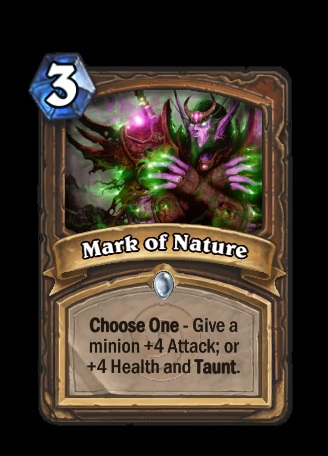 3
Mark of Nature
Choose One - Give a
minion +4 Attack; or
+4 Health and Taunt.